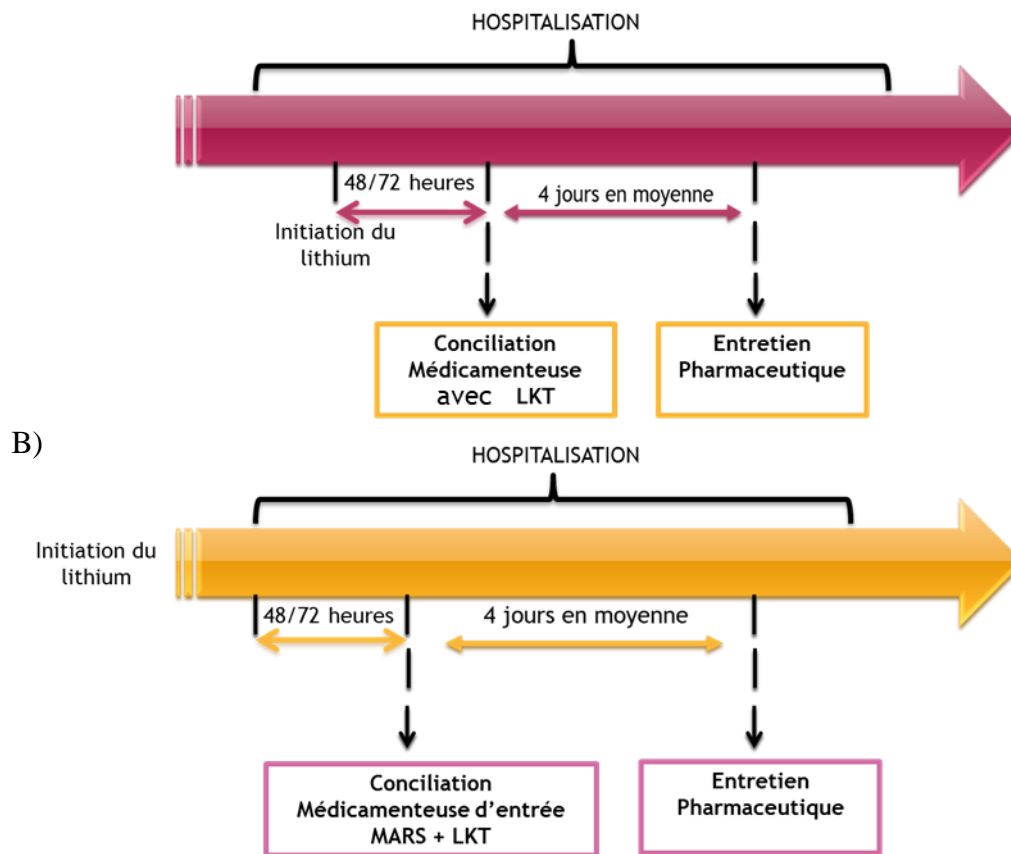 HOSPITALISATION
48/72 heures
4 jours en moyenne
Initiation du
lithium
Conciliation
Médicamenteuse
avec LKT
Entretien
Pharmaceutique
B)
HOSPITALISATION
Initiation du
lithium
48/72 heures
4 jours en moyenne
Conciliation
Médicamenteuse d’entrée
MARS + LKT
Entretien
Pharmaceutique